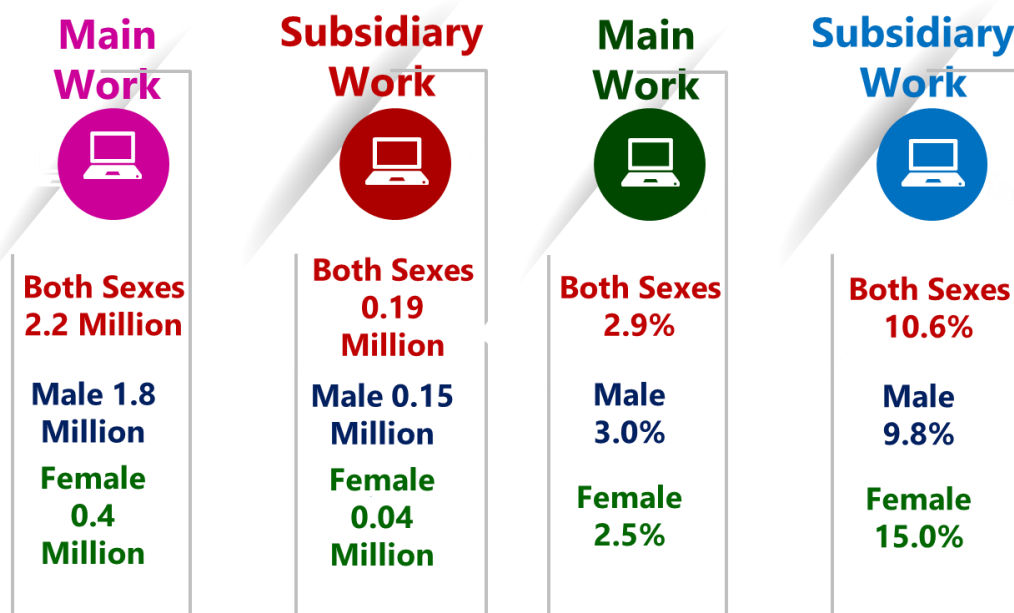 Main
Work
Both Sexes
2.2 Million
Male 1.8
Million
Female
0.4
Million
Subsidiary
Work
Both Sexes
0.19
Million
Male 0.15
Million
Female
0.04
Million
Main
Work
Both Sexes
2.9%
Male
3.0%
Female
2.5%
Subsidiary
Work
Both Sexes
10.6%
Male
9.8%
Female
15.0%